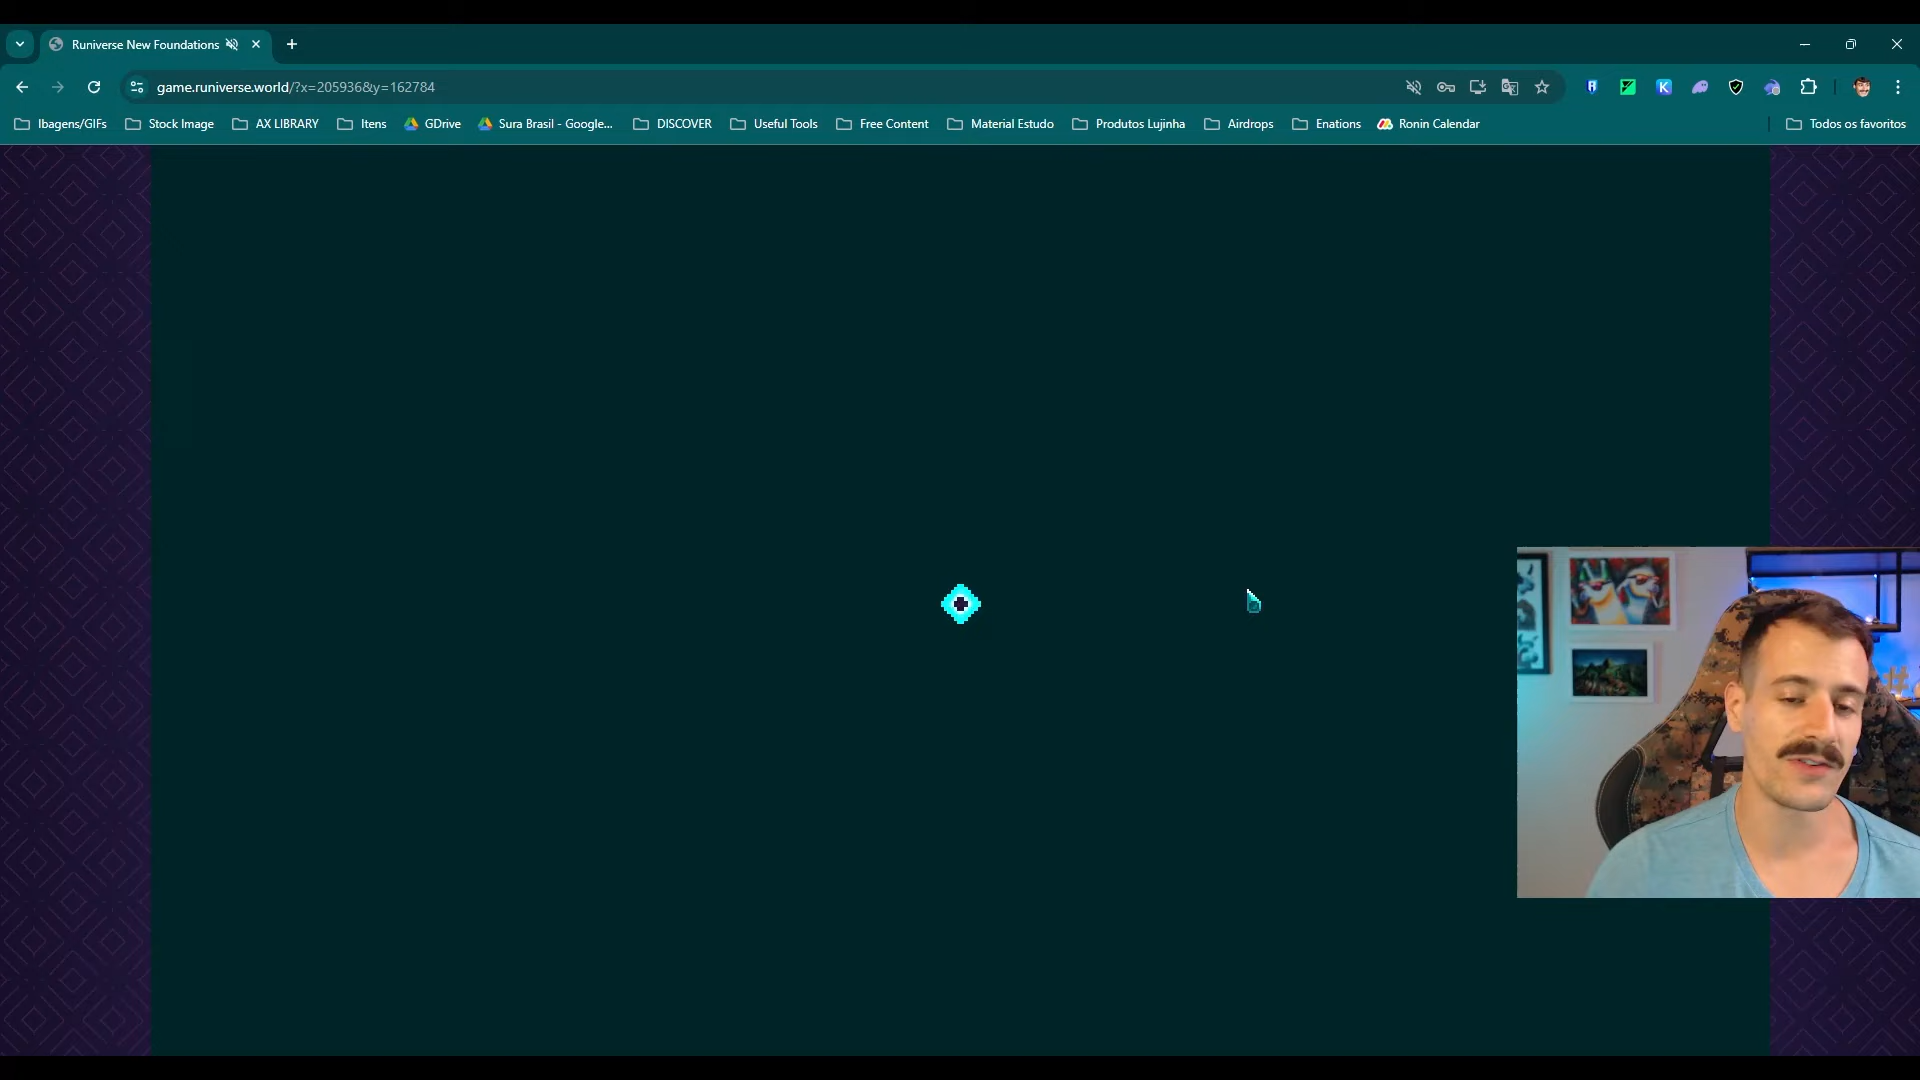 Runiverse New Foundations
game.runiverse.world/?x=205936&y=162784
Ibagens/GIFs Stock Image AX LIBRARY Itens GDrive Sura Brasil - Google... DISCOVER Useful Tools Free Content Material Estudo Produtos Lujinha Airdrops Enations Ronin Calendar Todos os favoritos